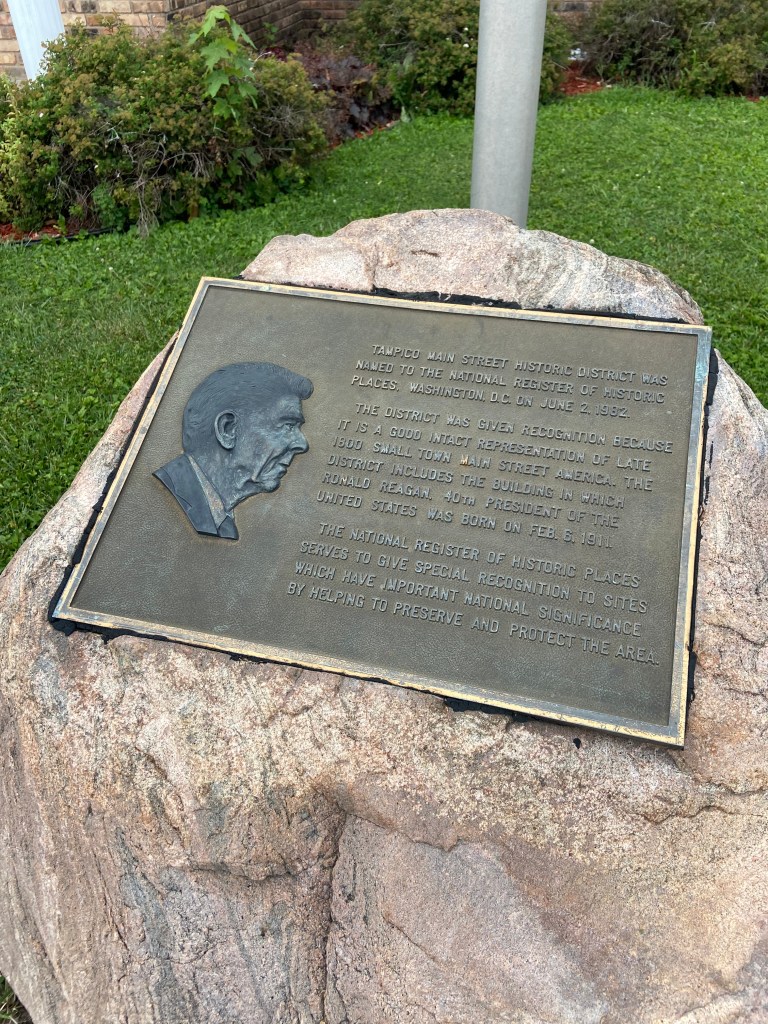 TAMPICO MAIN STREET HISTORIC DISTRICT WAS
NAMED TO THE NATIONAL REGISTER OF HISTORIC
PLACES, WASHINGTON, D.C. ON JUNE 2, 1982.
THE DISTRICT WAS GIVEN RECOGNITION BECAUSE
IT IS A GOOD INTACT REPRESENTATION OF LATE
1800 SMALL TOWN MAIN STREET AMERICA. THE
DISTRICT INCLUDES THE BUILDING IN WHICH
RONALD REAGAN, 40TH PRESIDENT OF THE
UNITED STATES WAS BORN ON FEB. 6, 1911.
THE NATIONAL REGISTER OF HISTORIC PLACES
SERVES TO GIVE SPECIAL RECOGNITION TO SITES
WHICH HAVE IMPORTANT NATIONAL SIGNIFICANCE
BY HELPING TO PRESERVE AND PROTECT THE AREA.